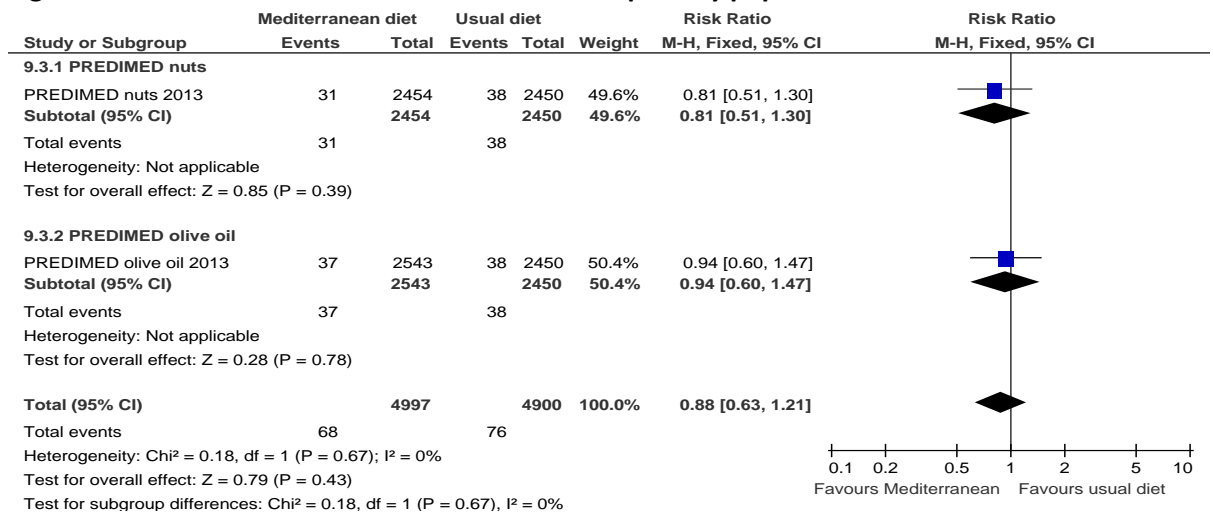 Mediterranean diet Usual diet Risk Ratio Risk Ratio
Study or Subgroup Events Total Events Total Weight M-H, Fixed, 95% CI M-H, Fixed, 95% CI
9.3.1 PREDIMED nuts
PREDIMED nuts 2013 31 2454 38 2450 49.6% 0.81 [0.51, 1.30]
Subtotal (95% CI) 2454 2450 49.6% 0.81 [0.51, 1.30]
Total events 31 38
Heterogeneity: Not applicable
Test for overall effect: Z = 0.85 (P = 0.39)
9.3.2 PREDIMED olive oil
PREDIMED olive oil 2013 37 2543 38 2450 50.4% 0.94 [0.60, 1.47]
Subtotal (95% CI) 2543 2450 50.4% 0.94 [0.60, 1.47]
Total events 37 38
Heterogeneity: Not applicable
Test for overall effect: Z = 0.28 (P = 0.78)
Total (95% CI) 4997 4900 100.0% 0.88 [0.63, 1.21]
Total events 68 76
Heterogeneity: Chi² = 0.18, df = 1 (P = 0.67); I² = 0%
Test for overall effect: Z = 0.79 (P = 0.43)
Test for subgroup differences: Chi² = 0.18, df = 1 (P = 0.67), I² = 0%
0.1 0.2 0.5 1 2 5 10
Favours Mediterranean Favours usual diet